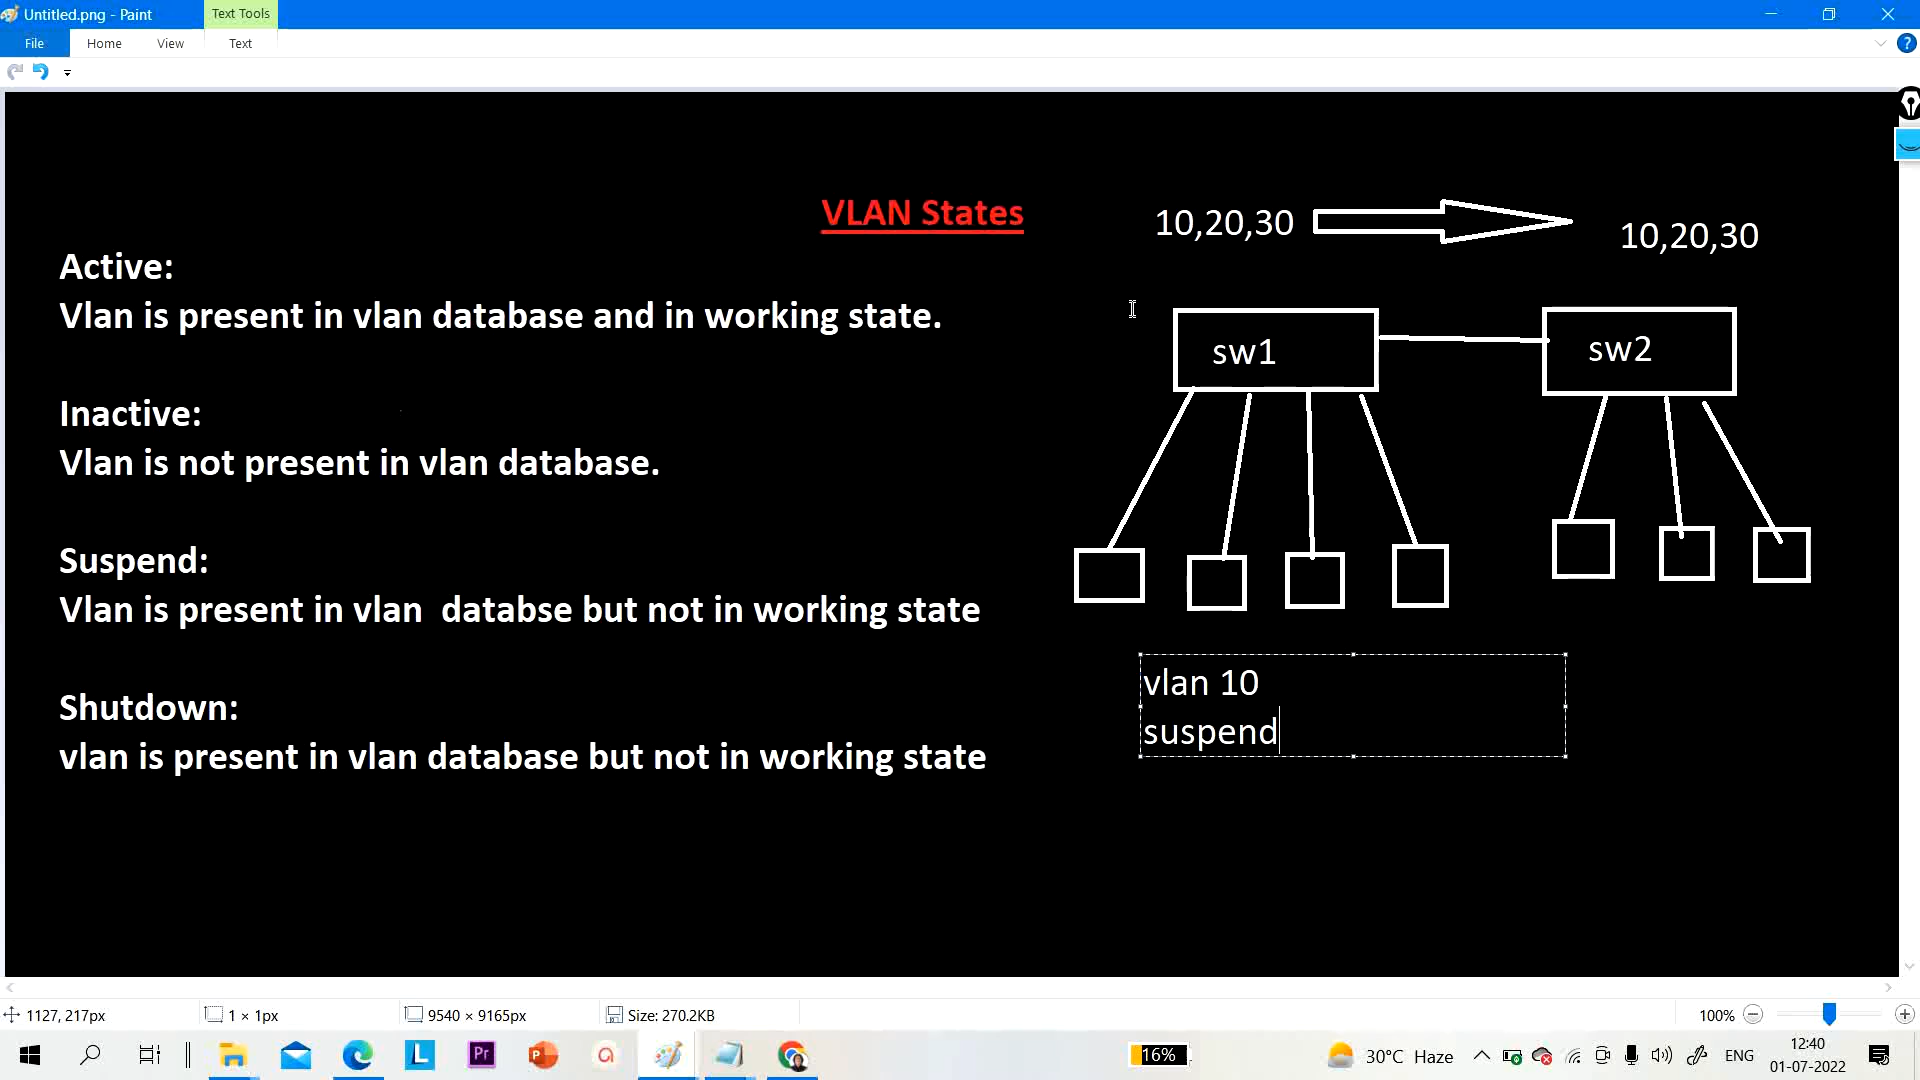 Untitled.png - Paint
Text Tools
File
Home
View
Text
VLAN States
10,20,30
10,20,30
Active:
Vlan is present in vlan database and in working state.
sw1
sw2
Inactive:
Vlan is not present in vlan database.
Suspend:
Vlan is present in vlan  databse but not in working state
vlan 10
suspend
Shutdown:
vlan is present in vlan database but not in working state
1127, 217px
1 × 1px
9540 × 9165px
Size: 270.2KB
100%
L
Pr
P
a
16%
30°C Haze
ENG
12:40
01-07-2022